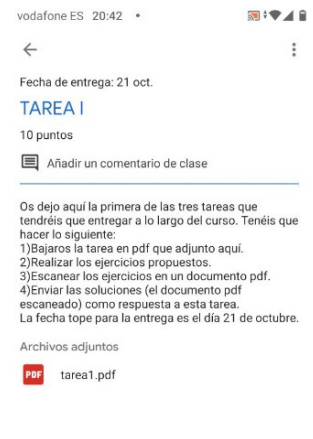 vodafone ES 20:42 •
Fecha de entrega: 21 oct.
TAREA I
10 puntos
Añadir un comentario de clase
Os dejo aquí la primera de las tres tareas que
tendréis que entregar a lo largo del curso. Tenéis que
hacer lo siguiente:
1)Bajaros la tarea en pdf que adjunto aquí.
2)Realizar los ejercicios propuestos.
3)Escanear los ejercicios en un documento pdf.
4)Enviar las soluciones (el documento pdf
escaneado) como respuesta a esta tarea.
La fecha tope para la entrega es el día 21 de octubre.
Archivos adjuntos
PDF tarea1.pdf